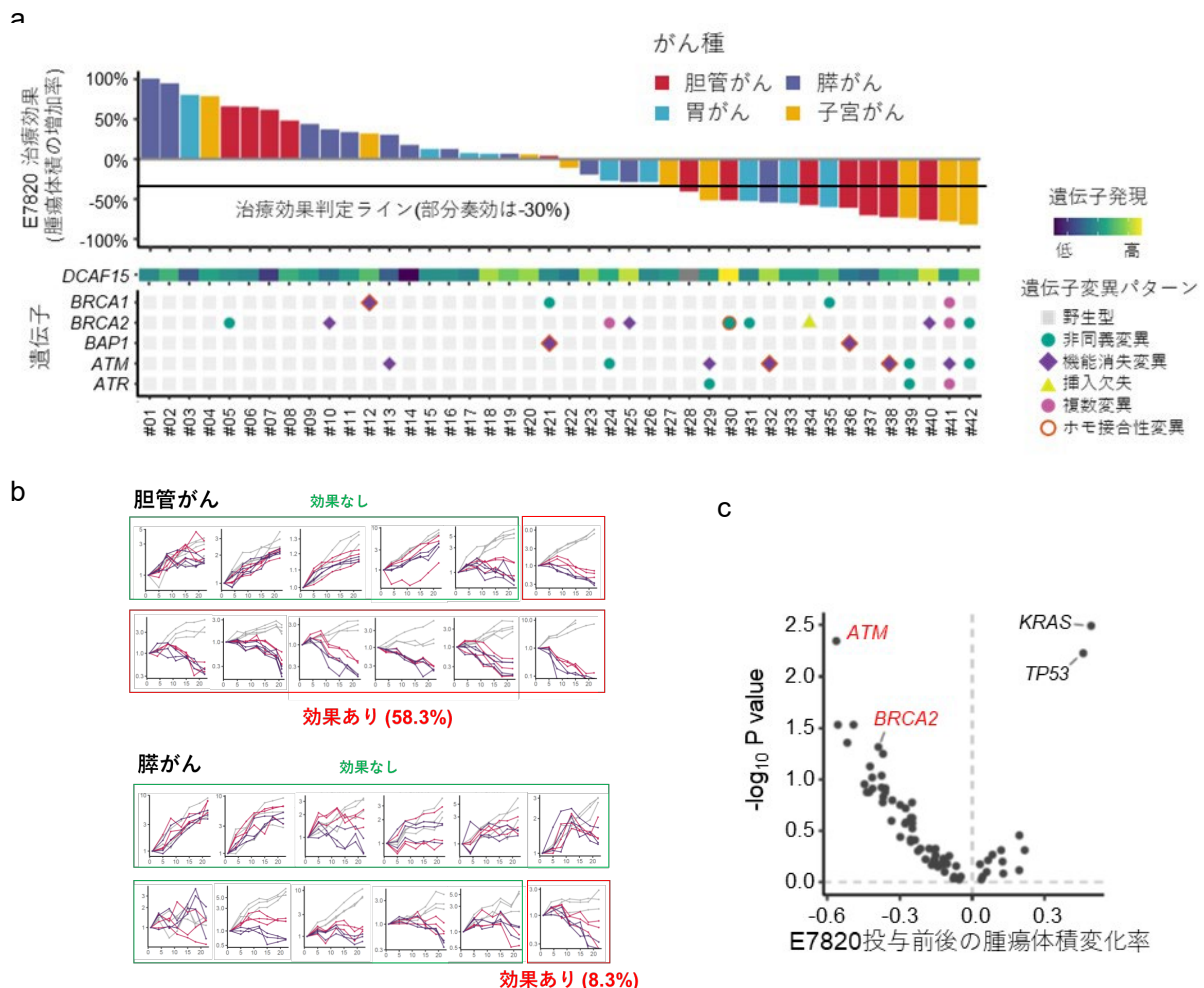 a
がん種
胆管がん 膵がん
胃がん 子宮がん
E7820 治療効果
(腫瘍体積の増加率)
100%
50%
0%
-50%
-100%
治療効果判定ライン(部分奏効は-30%)
遺伝子発現
低 高
DCAF15
遺伝子
BRCA1
BRCA2
BAP1
ATM
ATR
遺伝子変異パターン
野生型
非同義変異
機能消失変異
挿入欠失
複数変異
ホモ接合性変異
#01 #02 #03 #04 #05 #06 #07 #08 #09 #10 #11 #12 #13 #14 #15 #16 #17 #18 #19 #20 #21 #22 #23 #24 #25 #26 #27 #28 #29 #30 #31 #32 #33 #34 #35 #36 #37 #38 #39 #40 #41 #42
b
胆管がん
効果なし
効果あり (58.3%)
膵がん
効果なし
効果あり (8.3%)
c
-log10 P value
2.5
2.0
1.5
1.0
0.5
0.0
ATM
BRCA2
KRAS
TP53
-0.6 -0.3 0.0 0.3
E7820投与前後の腫瘍体積変化率